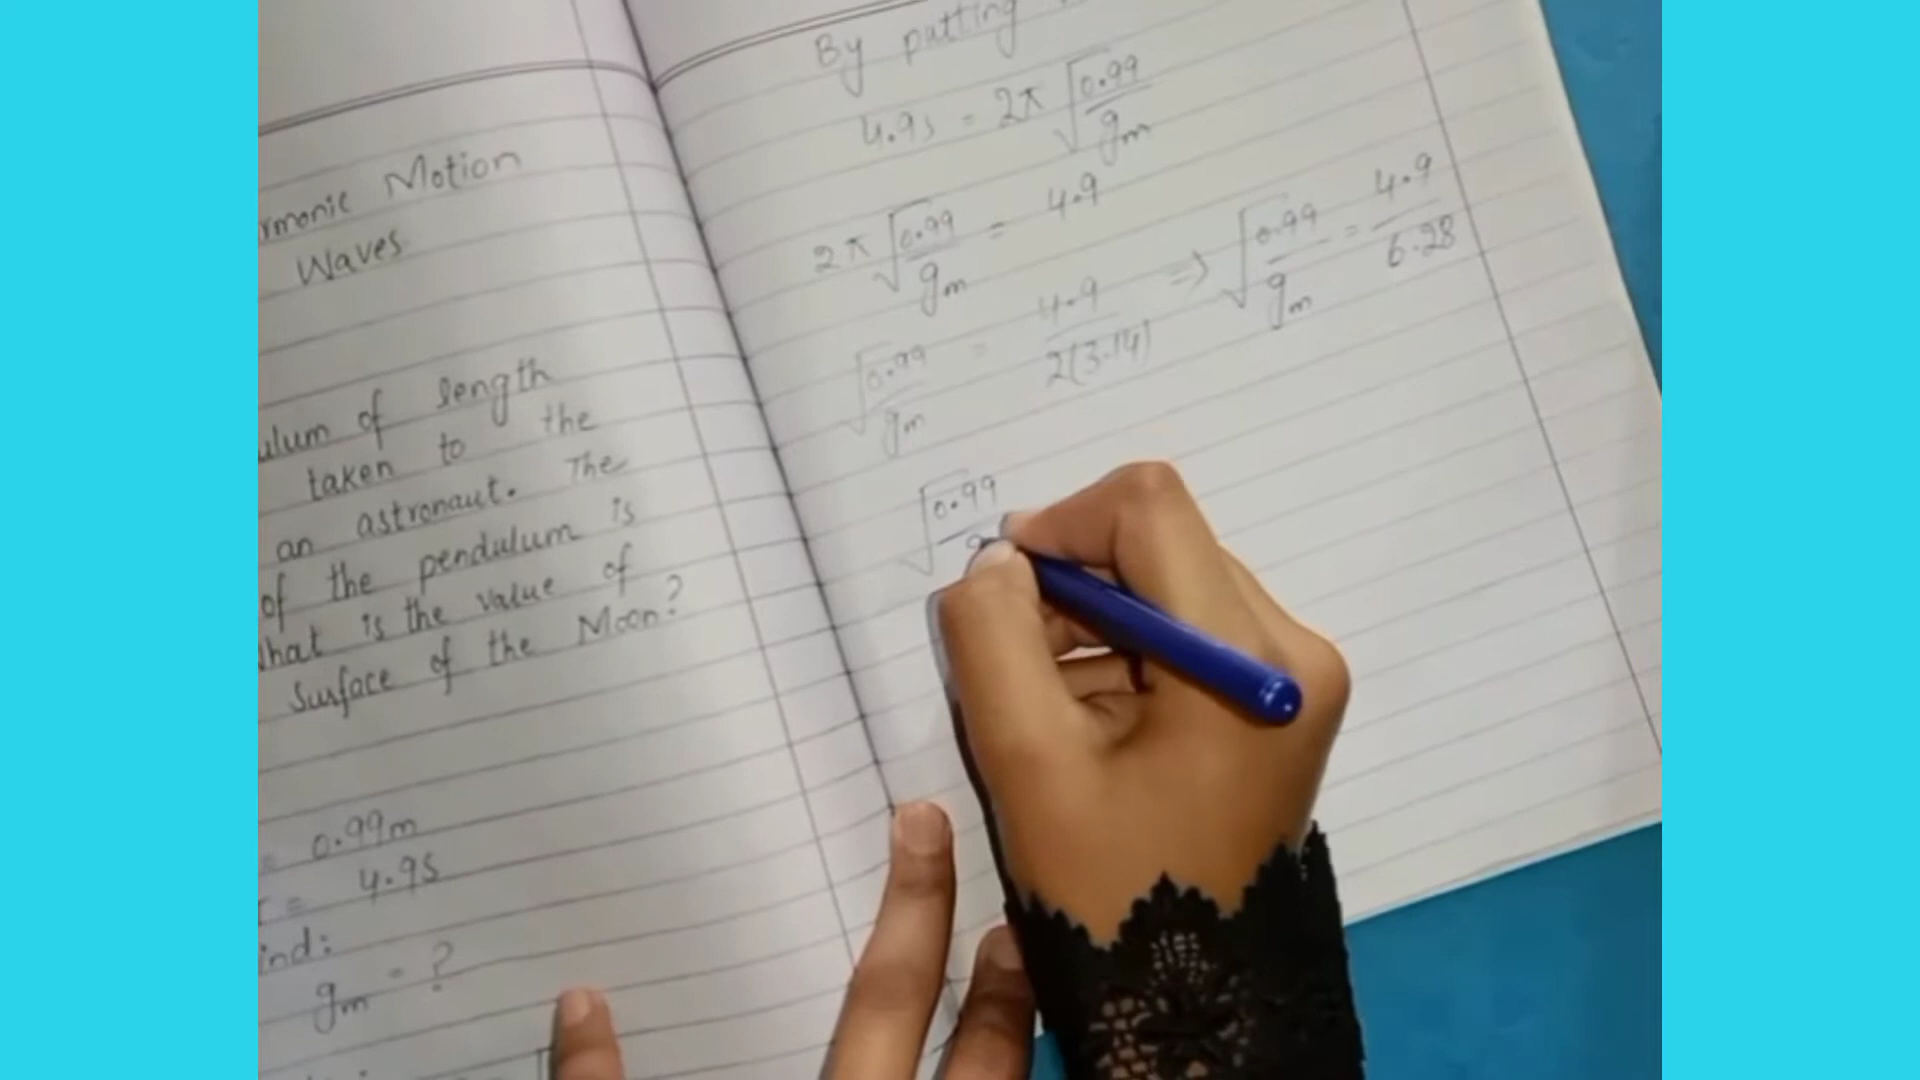 rmonic Motion
Waves
ulum of length
taken to the
an astronaut. The
of the pendulum is
What is the value of
Surface of the Moon?
= 0.99m
= 4.9s
ind:
gm = ?
By putting
4.9s = 2π √0.99/gm
2π √0.99/gm = 4.9
√0.99/gm = 4.9/2(3.14) ⇒ √0.99/gm = 4.9/6.28
√0.99/g